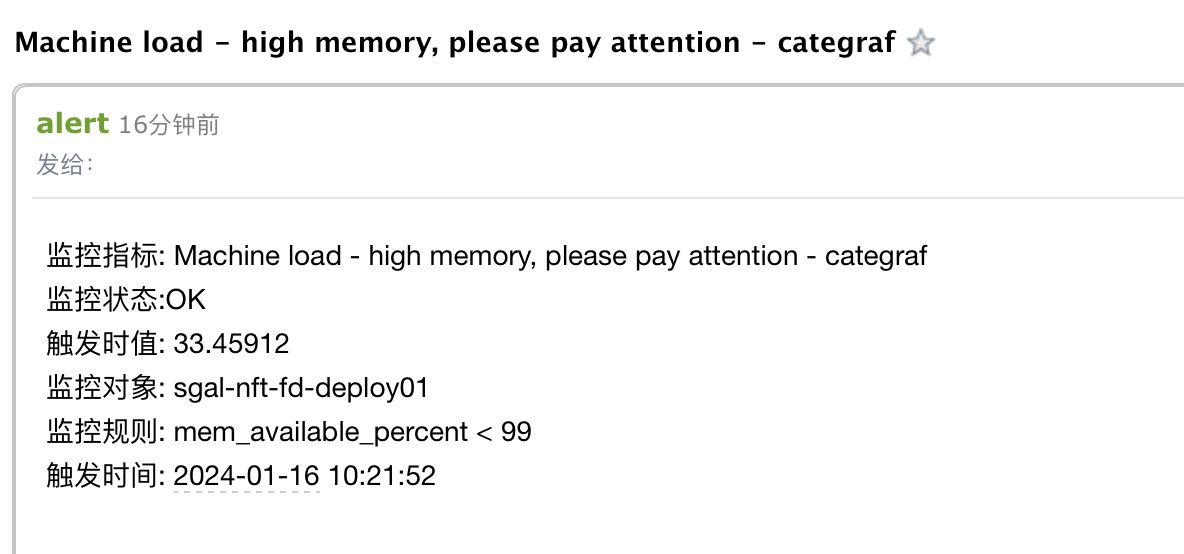 Machine load - high memory, please pay attention - categraf
alert 16分钟前
发给:
监控指标: Machine load - high memory, please pay attention - categraf
监控状态:OK
触发时值: 33.45912
监控对象: sgal-nft-fd-deploy01
监控规则: mem_available_percent < 99
触发时间: 2024-01-16 10:21:52